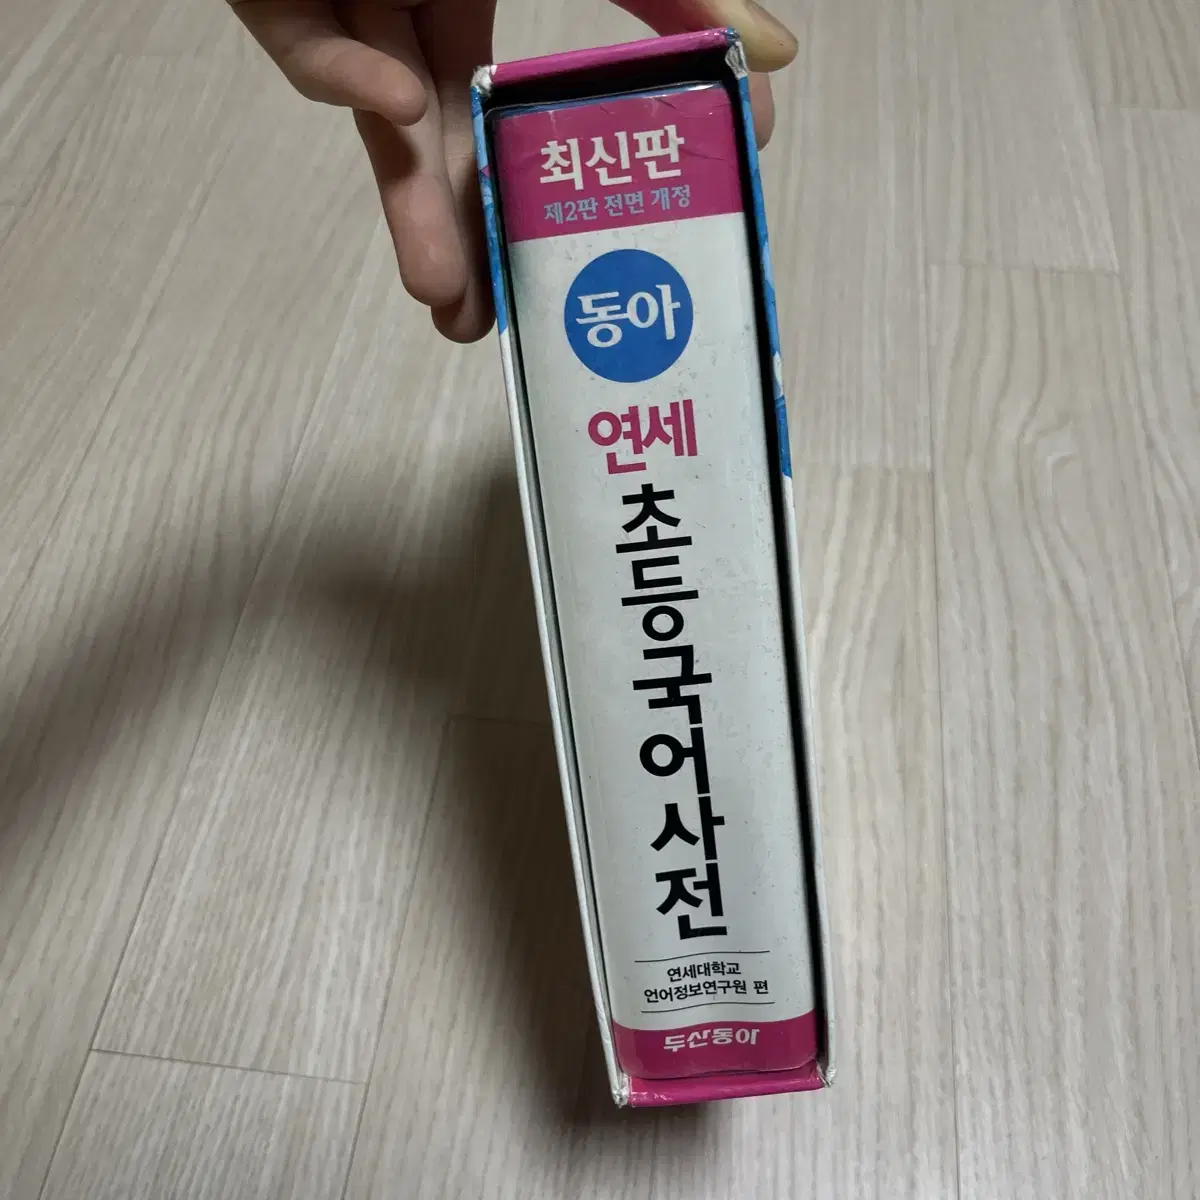 최신판
제2판 전면 개정
동아
연세
초등국어사전
연세대학교
언어정보연구원 편
두산동아